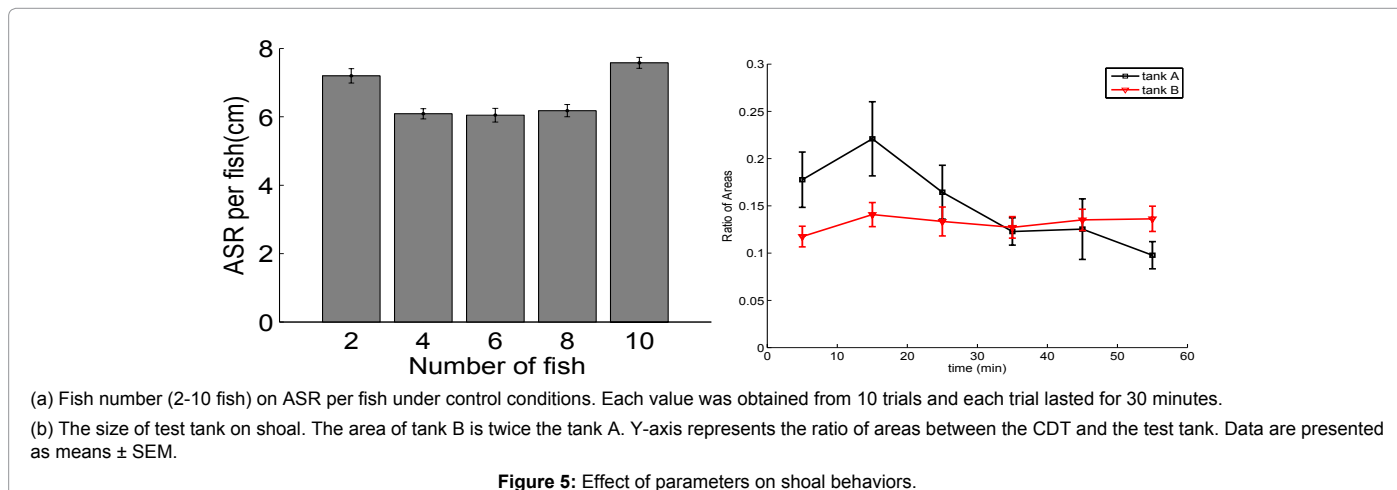 8
6
4
2
0
ASR per fish(cm)
2 4 6 8 10
Number of fish
0.3
0.25
0.2
0.15
0.1
0.05
0
Ratio of Areas
tank A
tank B
0 10 20 30 40 50 60
time (min)
(a) Fish number (2-10 fish) on ASR per fish under control conditions. Each value was obtained from 10 trials and each trial lasted for 30 minutes.
(b) The size of test tank on shoal. The area of tank B is twice the tank A. Y-axis represents the ratio of areas between the CDT and the test tank. Data are presented
as means ± SEM.
Figure 5: Effect of parameters on shoal behaviors.